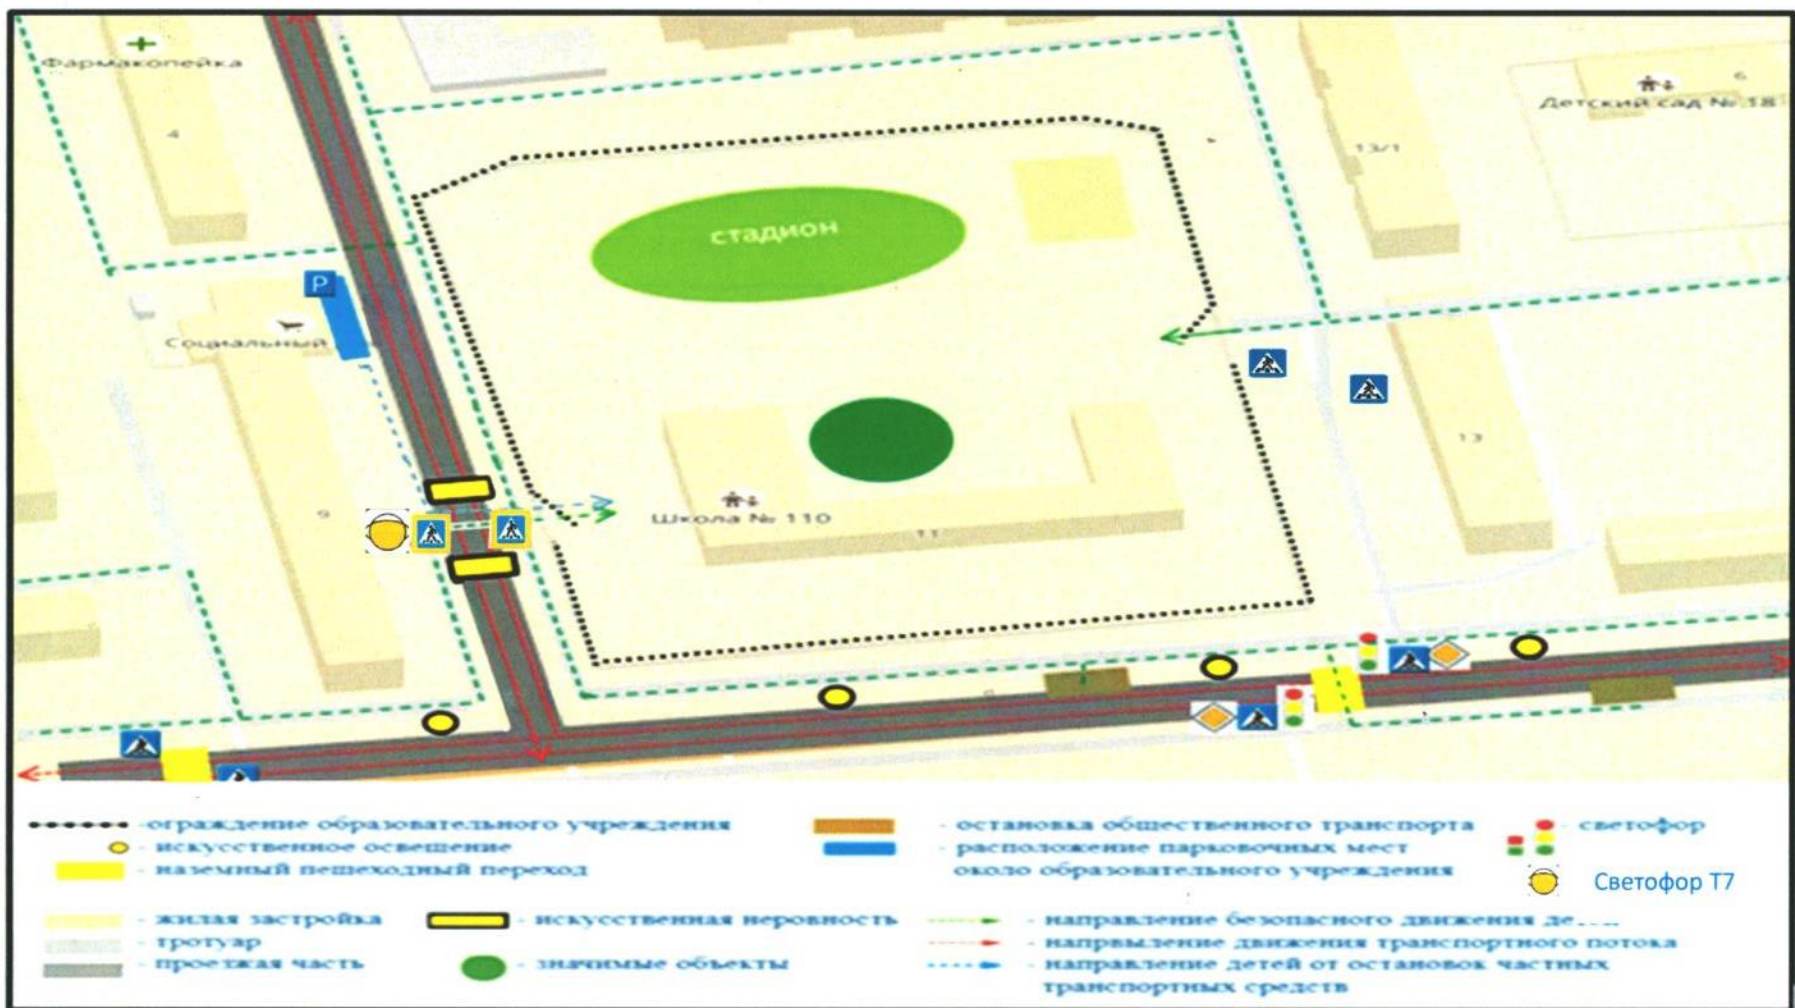 Фармакопейка
4
6
Детский сад № 18
13/1
стадион
P
Социальный
13
Школа № 110
9
11
- ограждение образовательного учреждения
- искусственное освещение
- наземный пешеходный переход
- остановка общественного транспорта
- расположение парковочных мест
около образовательного учреждения
- светофор
Светофор Т7
- жилая застройка
- тротуар
- проезжая часть
- искусственная неровность
- значимые объекты
- направление безопасного движения де....
- напрвыление движения транспортного потока
- направление детей от остановок частных
транспортных средств